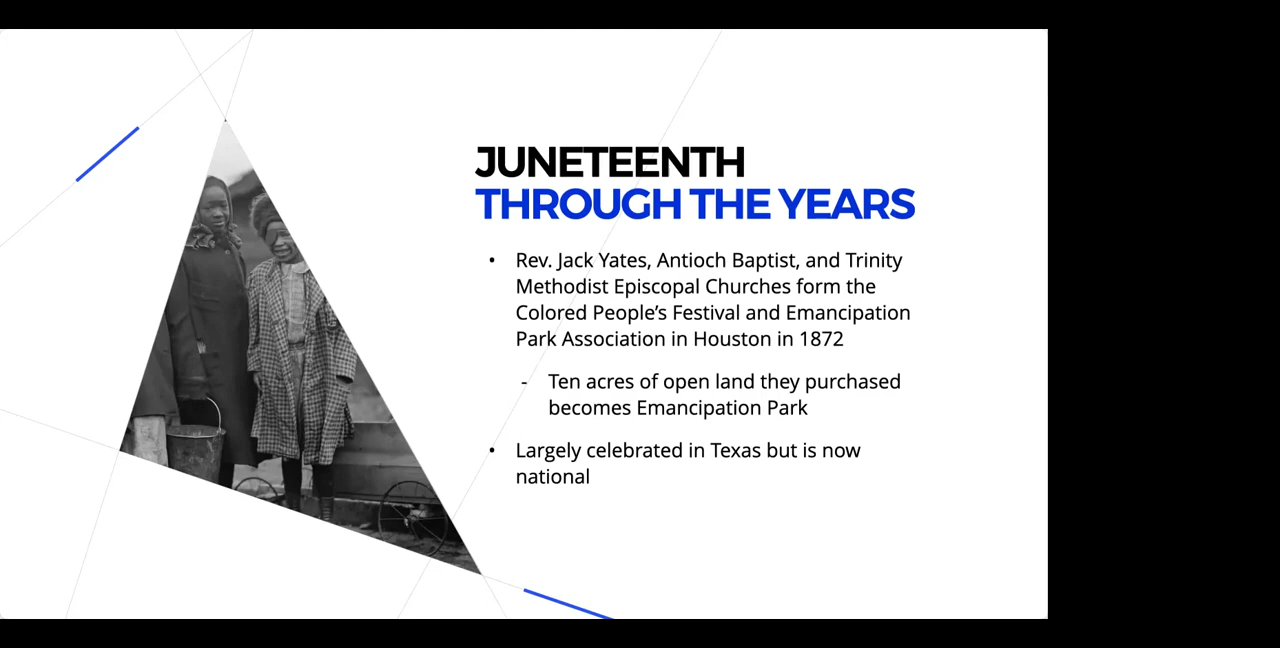 JUNETEENTH
THROUGH THE YEARS
• Rev. Jack Yates, Antioch Baptist, and Trinity
Methodist Episcopal Churches form the
Colored People’s Festival and Emancipation
Park Association in Houston in 1872
- Ten acres of open land they purchased
becomes Emancipation Park
• Largely celebrated in Texas but is now
national